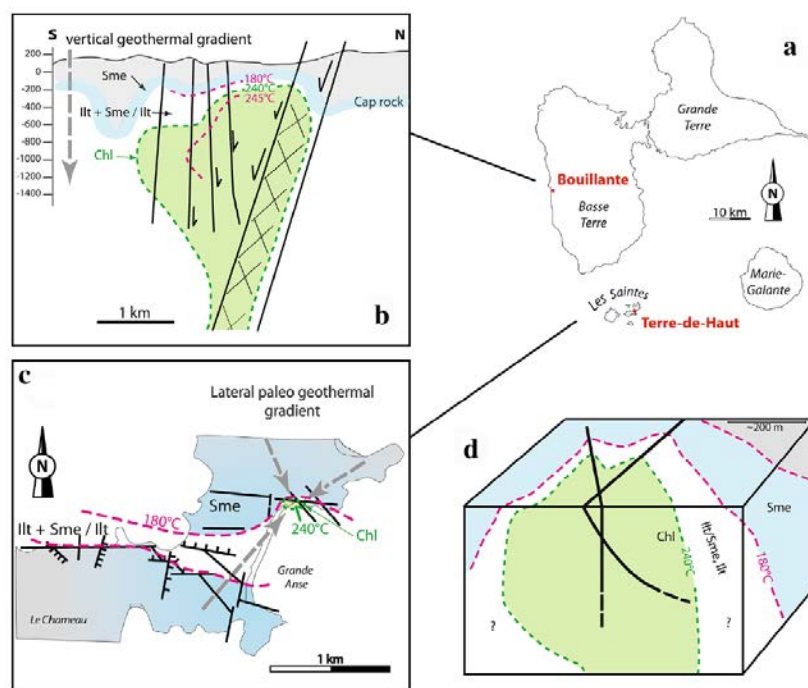 b
S
N
vertical geothermal gradient
200
0
-200
-400
-600
-800
-1000
-1200
-1400
Sme
180°C
240°C
245°C
Cap rock
Ilt + Sme / Ilt
Chl
1 km
b
a
Grande
Terre
Bouillante
Basse
Terre
N
10 km
Marie-
Galante
Les Saintes
Terre-de-Haut
c
Lateral paleo geothermal
gradient
N
Sme
180°C
Ilt + Sme / Ilt
240°C
Chl
Grande
Anse
Le Chameau
1 km
d
~200 m
Sme
Chl
240°C
Ilt/Sme, Ilt
180°C
?
?